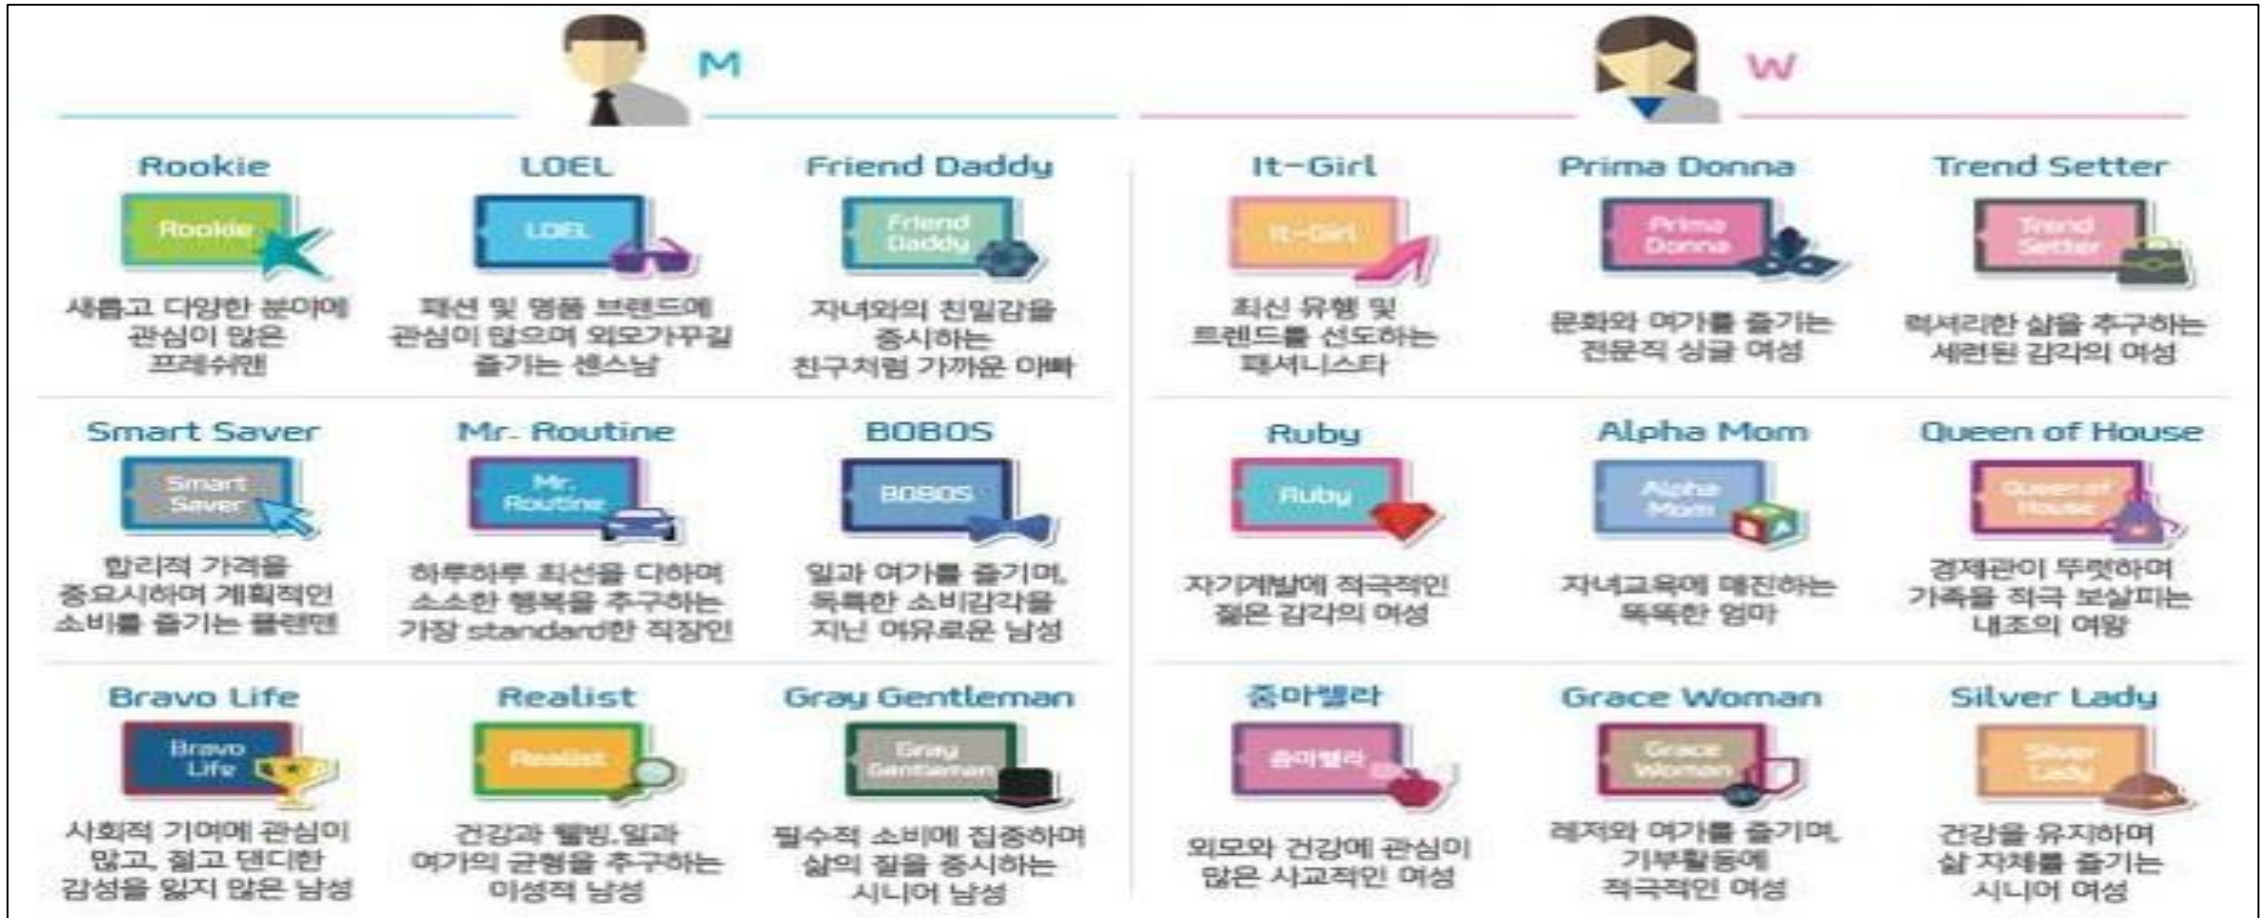 M
W
Rookie
Rookie
새롭고 다양한 분야에
관심이 많은
프레쉬맨
LOEL
LOEL
패션 및 명품 브랜드에
관심이 많으며 외모가꾸길
즐기는 센스남
Friend Daddy
Friend
Daddy
자녀와의 친밀감을
중시하는
친구처럼 가까운 아빠
It-Girl
It-Girl
최신 유행 및
트렌드를 선도하는
패셔니스타
Prima Donna
Prima
Donna
문화와 여가를 즐기는
전문직 싱글 여성
Trend Setter
Trend
Setter
럭셔리한 삶을 추구하는
세련된 감각의 여성
Smart Saver
Smart
Saver
합리적 가격을
중요시하며 계획적인
소비를 즐기는 플랜맨
Mr. Routine
Mr.
Routine
하루하루 최선을 다하며
소소한 행복을 추구하는
가장 standard한 직장인
BOBOS
BOBOS
일과 여가를 즐기며,
독특한 소비감각을
지닌 여유로운 남성
Ruby
Ruby
자기계발에 적극적인
젊은 감각의 여성
Alpha Mom
Alpha
Mom
자녀교육에 매진하는
똑똑한 엄마
Queen of House
Queen of
House
경제관이 뚜렷하며
가족을 적극 보살피는
내조의 여왕
Bravo Life
Bravo
Life
사회적 기여에 관심이
많고, 젊고 댄디한
감성을 잃지 않은 남성
Realist
Realist
건강과 웰빙,일과
여가의 균형을 추구하는
이성적 남성
Gray Gentleman
Gray
Gentleman
필수적 소비에 집중하며
삶의 질을 중시하는
시니어 남성
줌마렐라
줌마렐라
외모와 건강에 관심이
많은 사교적인 여성
Grace Woman
Grace
Woman
레저와 여가를 즐기며,
기부활동에
적극적인 여성
Silver Lady
Silver
Lady
건강을 유지하며
삶 자체를 즐기는
시니어 여성